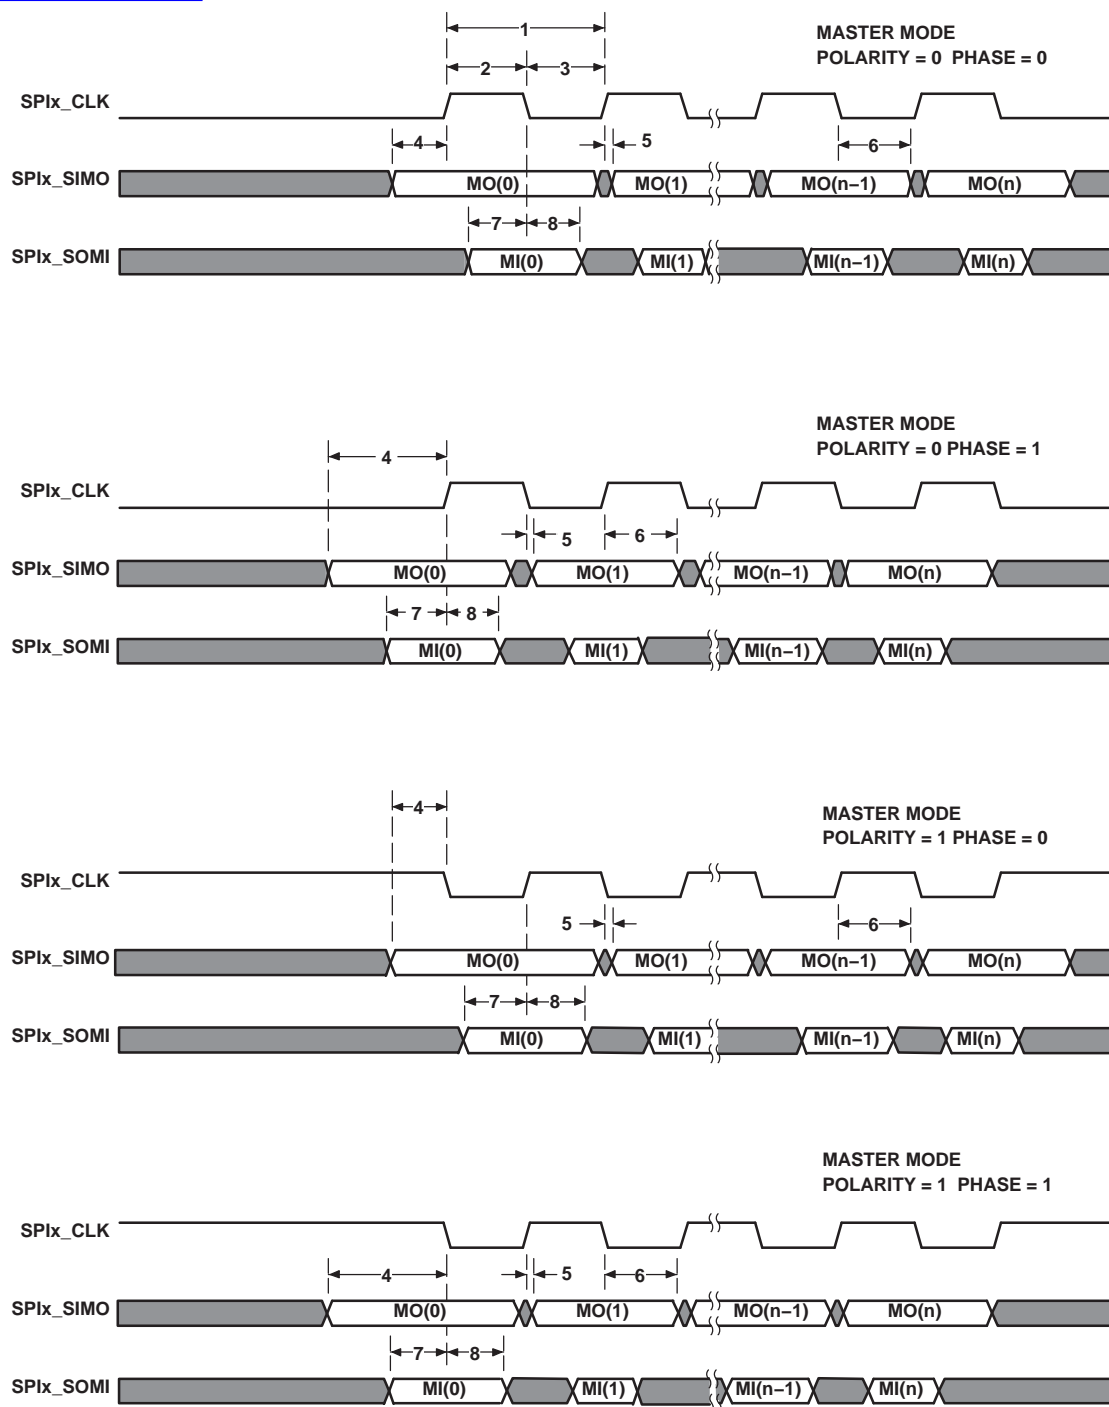 1
MASTER MODE
POLARITY = 0 PHASE = 0
2 3
SPIx_CLK
4 5 6
SPIx_SIMO MO(0) MO(1) MO(n−1) MO(n)
7 8
SPIx_SOMI MI(0) MI(1) MI(n−1) MI(n)
MASTER MODE
POLARITY = 0 PHASE = 1
4
SPIx_CLK
5 6
SPIx_SIMO MO(0) MO(1) MO(n−1) MO(n)
7 8
SPIx_SOMI MI(0) MI(1) MI(n−1) MI(n)
4
MASTER MODE
POLARITY = 1 PHASE = 0
SPIx_CLK
5 6
SPIx_SIMO MO(0) MO(1) MO(n−1) MO(n)
7 8
SPIx_SOMI MI(0) MI(1) MI(n−1) MI(n)
MASTER MODE
POLARITY = 1 PHASE = 1
SPIx_CLK
4 5 6
SPIx_SIMO MO(0) MO(1) MO(n−1) MO(n)
7 8
SPIx_SOMI MI(0) MI(1) MI(n−1) MI(n)